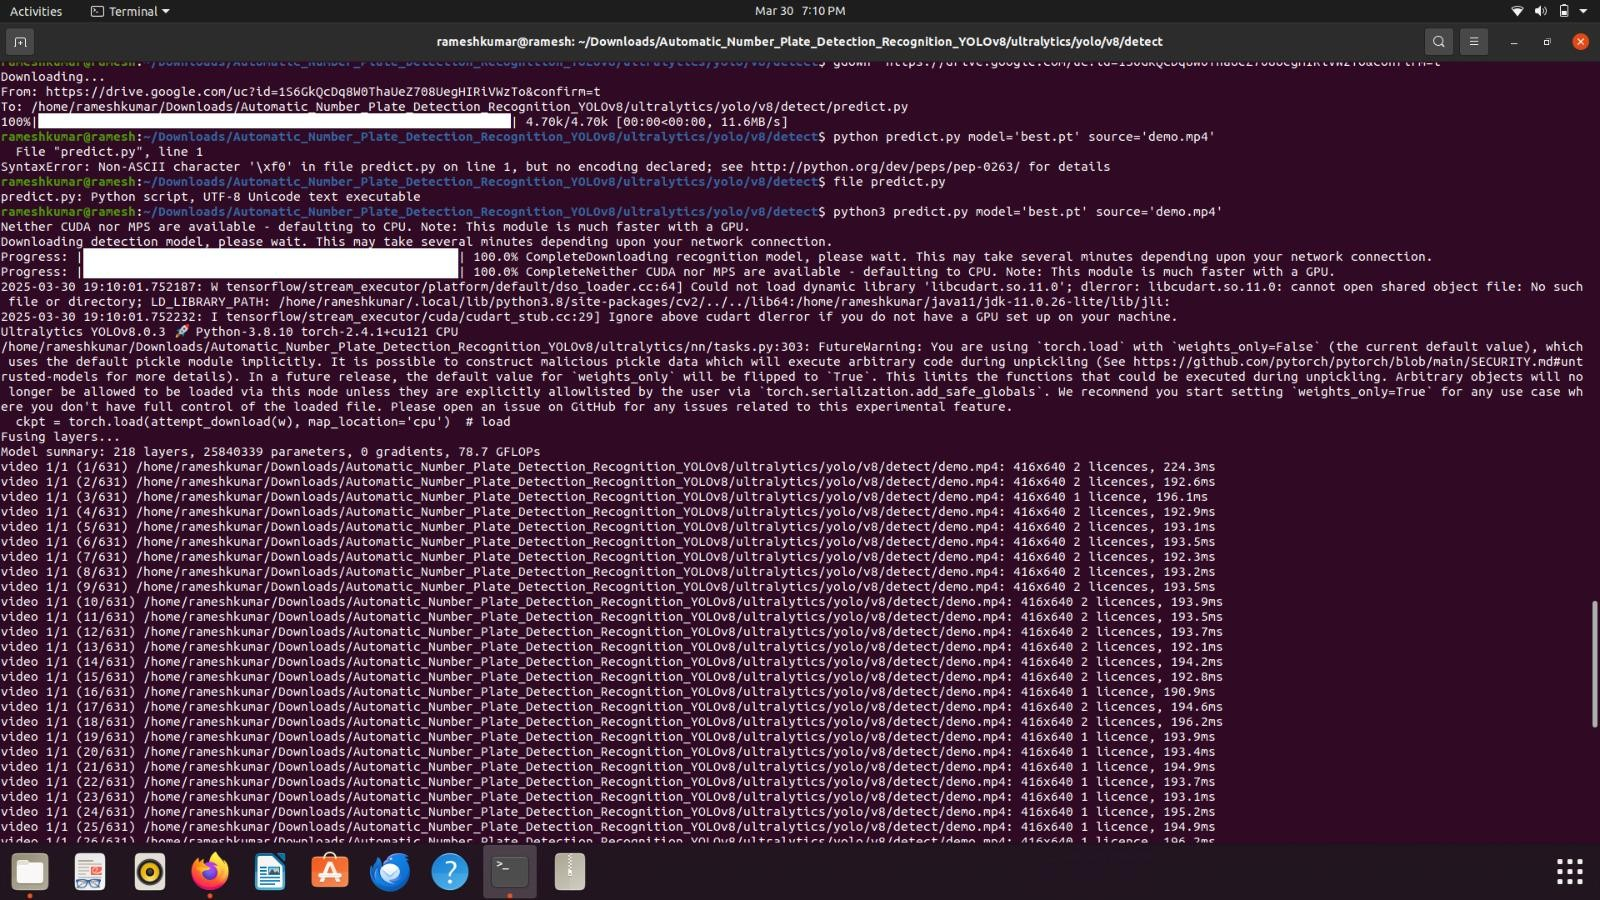 Activities
Terminal
Mar 30 7:10 PM
rameshkumar@ramesh: ~/Downloads/Automatic_Number_Plate_Detection_Recognition_YOLOv8/ultralytics/yolo/v8/detect
Downloading...
From: https://drive.google.com/uc?id=1S6GkQcDq8W0ThaUeZ708UegHIRiVWzTo&confirm=t
To: /home/rameshkumar/Downloads/Automatic_Number_Plate_Detection_Recognition_YOLOv8/ultralytics/yolo/v8/detect/predict.py
100%| | 4.70k/4.70k [00:00<00:00, 11.6MB/s]
rameshkumar@ramesh:~/Downloads/Automatic_Number_Plate_Detection_Recognition_YOLOv8/ultralytics/yolo/v8/detect$ python predict.py model='best.pt' source='demo.mp4'
File "predict.py", line 1
SyntaxError: Non-ASCII character '\xf0' in file predict.py on line 1, but no encoding declared; see http://python.org/dev/peps/pep-0263/ for details
rameshkumar@ramesh:~/Downloads/Automatic_Number_Plate_Detection_Recognition_YOLOv8/ultralytics/yolo/v8/detect$ file predict.py
predict.py: Python script, UTF-8 Unicode text executable
rameshkumar@ramesh:~/Downloads/Automatic_Number_Plate_Detection_Recognition_YOLOv8/ultralytics/yolo/v8/detect$ python3 predict.py model='best.pt' source='demo.mp4'
Neither CUDA nor MPS are available - defaulting to CPU. Note: This module is much faster with a GPU.
Downloading detection model, please wait. This may take several minutes depending upon your network connection.
Progress: | | 100.0% CompleteDownloading recognition model, please wait. This may take several minutes depending upon your network connection.
Progress: | | 100.0% CompleteNeither CUDA nor MPS are available - defaulting to CPU. Note: This module is much faster with a GPU.
2025-03-30 19:10:01.752187: W tensorflow/stream_executor/platform/default/dso_loader.cc:64] Could not load dynamic library 'libcudart.so.11.0'; dlerror: libcudart.so.11.0: cannot open shared object file: No such
file or directory; LD_LIBRARY_PATH: /home/rameshkumar/.local/lib/python3.8/site-packages/cv2/../../lib64:/home/rameshkumar/java11/jdk-11.0.26-lite/lib/jli:
2025-03-30 19:10:01.752232: I tensorflow/stream_executor/cuda/cudart_stub.cc:29] Ignore above cudart dlerror if you do not have a GPU set up on your machine.
Ultralytics YOLOv8.0.3 🚀 Python-3.8.10 torch-2.4.1+cu121 CPU
/home/rameshkumar/Downloads/Automatic_Number_Plate_Detection_Recognition_YOLOv8/ultralytics/nn/tasks.py:303: FutureWarning: You are using `torch.load` with `weights_only=False` (the current default value), which
uses the default pickle module implicitly. It is possible to construct malicious pickle data which will execute arbitrary code during unpickling (See https://github.com/pytorch/pytorch/blob/main/SECURITY.md#unt
rusted-models for more details). In a future release, the default value for `weights_only` will be flipped to `True`. This limits the functions that could be executed during unpickling. Arbitrary objects will no
longer be allowed to be loaded via this mode unless they are explicitly allowlisted by the user via `torch.serialization.add_safe_globals`. We recommend you start setting `weights_only=True` for any use case wh
ere you don't have full control of the loaded file. Please open an issue on GitHub for any issues related to this experimental feature.
ckpt = torch.load(attempt_download(w), map_location='cpu') # load
Fusing layers...
Model summary: 218 layers, 25840339 parameters, 0 gradients, 78.7 GFLOPs
video 1/1 (1/631) /home/rameshkumar/Downloads/Automatic_Number_Plate_Detection_Recognition_YOLOv8/ultralytics/yolo/v8/detect/demo.mp4: 416x640 2 licences, 224.3ms
video 1/1 (2/631) /home/rameshkumar/Downloads/Automatic_Number_Plate_Detection_Recognition_YOLOv8/ultralytics/yolo/v8/detect/demo.mp4: 416x640 2 licences, 192.6ms
video 1/1 (3/631) /home/rameshkumar/Downloads/Automatic_Number_Plate_Detection_Recognition_YOLOv8/ultralytics/yolo/v8/detect/demo.mp4: 416x640 1 licence, 196.1ms
video 1/1 (4/631) /home/rameshkumar/Downloads/Automatic_Number_Plate_Detection_Recognition_YOLOv8/ultralytics/yolo/v8/detect/demo.mp4: 416x640 2 licences, 192.9ms
video 1/1 (5/631) /home/rameshkumar/Downloads/Automatic_Number_Plate_Detection_Recognition_YOLOv8/ultralytics/yolo/v8/detect/demo.mp4: 416x640 2 licences, 193.1ms
video 1/1 (6/631) /home/rameshkumar/Downloads/Automatic_Number_Plate_Detection_Recognition_YOLOv8/ultralytics/yolo/v8/detect/demo.mp4: 416x640 2 licences, 193.5ms
video 1/1 (7/631) /home/rameshkumar/Downloads/Automatic_Number_Plate_Detection_Recognition_YOLOv8/ultralytics/yolo/v8/detect/demo.mp4: 416x640 2 licences, 192.3ms
video 1/1 (8/631) /home/rameshkumar/Downloads/Automatic_Number_Plate_Detection_Recognition_YOLOv8/ultralytics/yolo/v8/detect/demo.mp4: 416x640 2 licences, 193.2ms
video 1/1 (9/631) /home/rameshkumar/Downloads/Automatic_Number_Plate_Detection_Recognition_YOLOv8/ultralytics/yolo/v8/detect/demo.mp4: 416x640 2 licences, 193.5ms
video 1/1 (10/631) /home/rameshkumar/Downloads/Automatic_Number_Plate_Detection_Recognition_YOLOv8/ultralytics/yolo/v8/detect/demo.mp4: 416x640 2 licences, 193.9ms
video 1/1 (11/631) /home/rameshkumar/Downloads/Automatic_Number_Plate_Detection_Recognition_YOLOv8/ultralytics/yolo/v8/detect/demo.mp4: 416x640 2 licences, 193.5ms
video 1/1 (12/631) /home/rameshkumar/Downloads/Automatic_Number_Plate_Detection_Recognition_YOLOv8/ultralytics/yolo/v8/detect/demo.mp4: 416x640 2 licences, 193.7ms
video 1/1 (13/631) /home/rameshkumar/Downloads/Automatic_Number_Plate_Detection_Recognition_YOLOv8/ultralytics/yolo/v8/detect/demo.mp4: 416x640 2 licences, 192.1ms
video 1/1 (14/631) /home/rameshkumar/Downloads/Automatic_Number_Plate_Detection_Recognition_YOLOv8/ultralytics/yolo/v8/detect/demo.mp4: 416x640 2 licences, 194.2ms
video 1/1 (15/631) /home/rameshkumar/Downloads/Automatic_Number_Plate_Detection_Recognition_YOLOv8/ultralytics/yolo/v8/detect/demo.mp4: 416x640 2 licences, 192.8ms
video 1/1 (16/631) /home/rameshkumar/Downloads/Automatic_Number_Plate_Detection_Recognition_YOLOv8/ultralytics/yolo/v8/detect/demo.mp4: 416x640 1 licence, 190.9ms
video 1/1 (17/631) /home/rameshkumar/Downloads/Automatic_Number_Plate_Detection_Recognition_YOLOv8/ultralytics/yolo/v8/detect/demo.mp4: 416x640 2 licences, 194.6ms
video 1/1 (18/631) /home/rameshkumar/Downloads/Automatic_Number_Plate_Detection_Recognition_YOLOv8/ultralytics/yolo/v8/detect/demo.mp4: 416x640 2 licences, 196.2ms
video 1/1 (19/631) /home/rameshkumar/Downloads/Automatic_Number_Plate_Detection_Recognition_YOLOv8/ultralytics/yolo/v8/detect/demo.mp4: 416x640 1 licence, 193.9ms
video 1/1 (20/631) /home/rameshkumar/Downloads/Automatic_Number_Plate_Detection_Recognition_YOLOv8/ultralytics/yolo/v8/detect/demo.mp4: 416x640 1 licence, 193.4ms
video 1/1 (21/631) /home/rameshkumar/Downloads/Automatic_Number_Plate_Detection_Recognition_YOLOv8/ultralytics/yolo/v8/detect/demo.mp4: 416x640 1 licence, 194.9ms
video 1/1 (22/631) /home/rameshkumar/Downloads/Automatic_Number_Plate_Detection_Recognition_YOLOv8/ultralytics/yolo/v8/detect/demo.mp4: 416x640 1 licence, 193.7ms
video 1/1 (23/631) /home/rameshkumar/Downloads/Automatic_Number_Plate_Detection_Recognition_YOLOv8/ultralytics/yolo/v8/detect/demo.mp4: 416x640 1 licence, 193.1ms
video 1/1 (24/631) /home/rameshkumar/Downloads/Automatic_Number_Plate_Detection_Recognition_YOLOv8/ultralytics/yolo/v8/detect/demo.mp4: 416x640 1 licence, 195.2ms
video 1/1 (25/631) /home/rameshkumar/Downloads/Automatic_Number_Plate_Detection_Recognition_YOLOv8/ultralytics/yolo/v8/detect/demo.mp4: 416x640 1 licence, 194.9ms